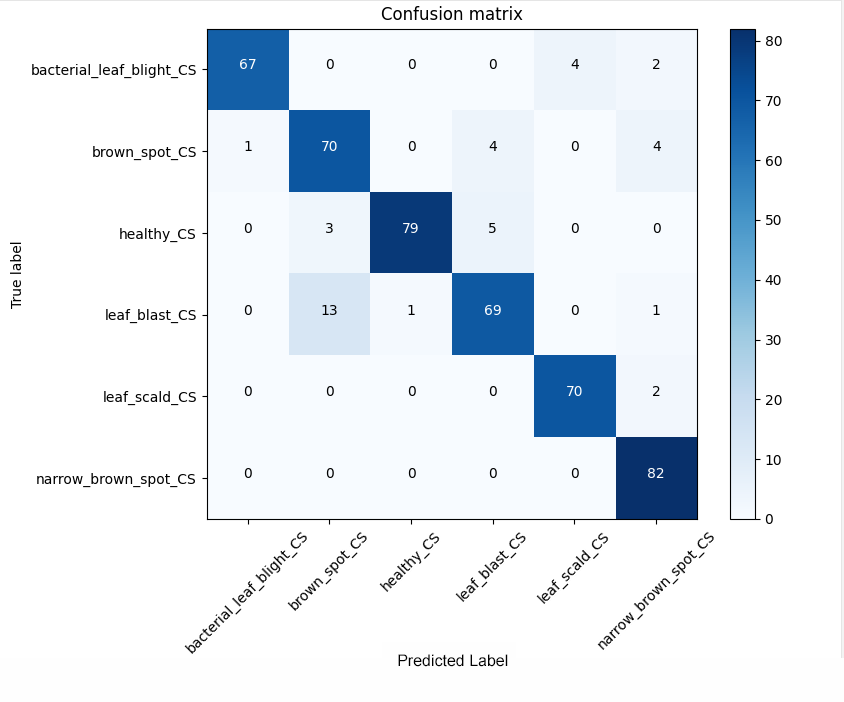 Confusion matrix
bacterial_leaf_blight_CS 67 0 0 0 4 2
brown_spot_CS 1 70 0 4 0 4
healthy_CS 0 3 79 5 0 0
leaf_blast_CS 0 13 1 69 0 1
leaf_scald_CS 0 0 0 0 70 2
narrow_brown_spot_CS 0 0 0 0 0 82
True label
bacterial_leaf_blight_CS
brown_spot_CS
healthy_CS
leaf_blast_CS
leaf_scald_CS
narrow_brown_spot_CS
Predicted Label
80
70
60
50
40
30
20
10
0